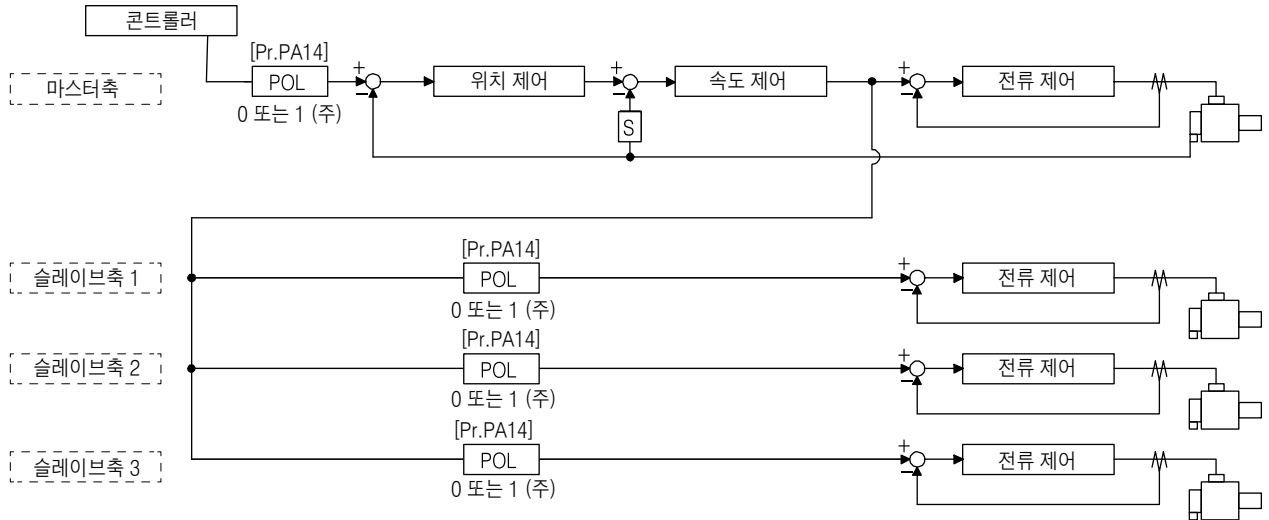 콘트롤러
[Pr.PA14]
마스터축
POL
+
−
위치 제어
+
−
속도 제어
+
−
전류 제어
0 또는 1 (주)
S
[Pr.PA14]
슬레이브축 1
POL
+
−
전류 제어
0 또는 1 (주)
[Pr.PA14]
슬레이브축 2
POL
+
−
전류 제어
0 또는 1 (주)
[Pr.PA14]
슬레이브축 3
POL
+
−
전류 제어
0 또는 1 (주)